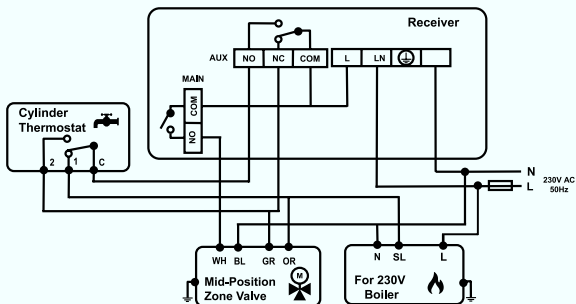 Receiver
AUX NO NC COM L LN
MAIN
COM
NO
Cylinder
Thermostat
2 1 C
N
L
230V AC
50Hz
WH BL GR OR
N SL L
M
Mid-Position
Zone Valve
For 230V
Boiler